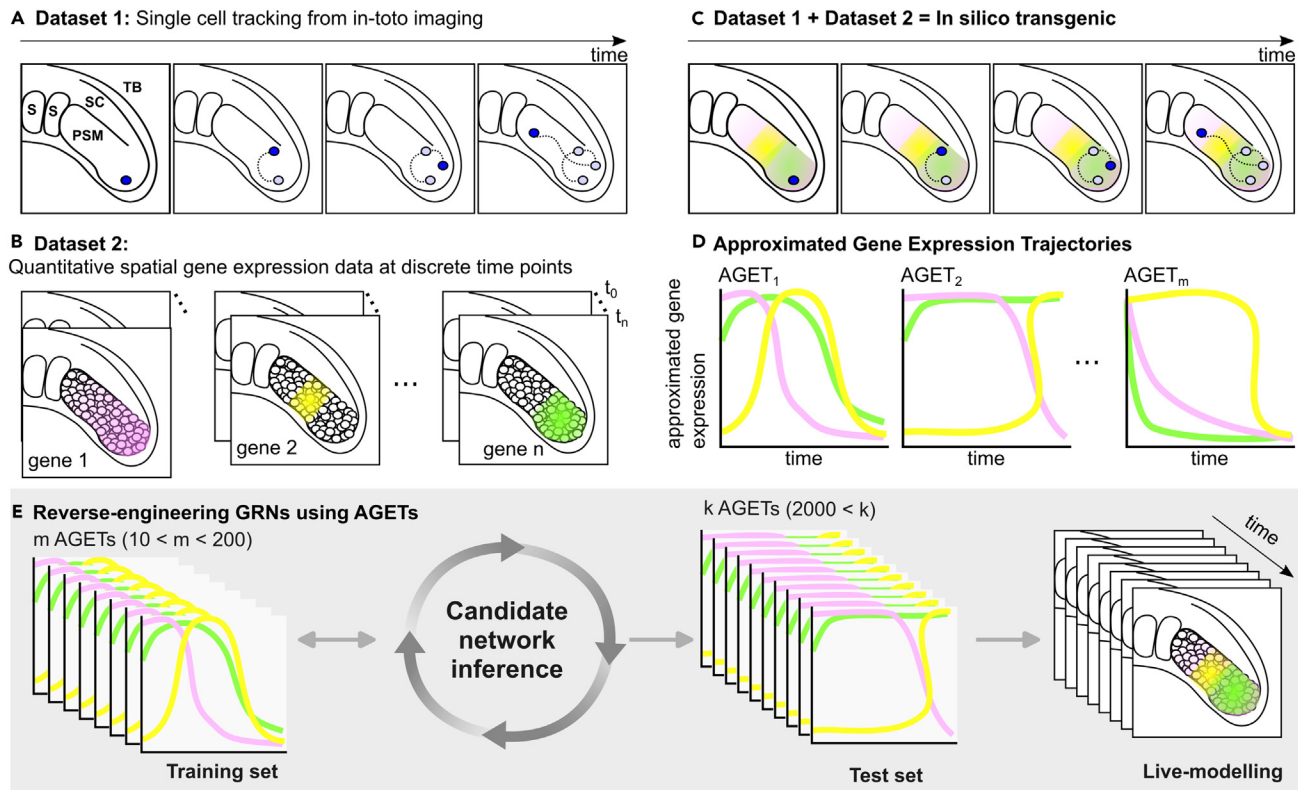 A Dataset 1: Single cell tracking from in-toto imaging
time
S S SC TB
PSM
B Dataset 2:
Quantitative spatial gene expression data at discrete time points
t0
tn
gene 1
gene 2
...
gene n
C Dataset 1 + Dataset 2 = In silico transgenic
time
D Approximated Gene Expression Trajectories
AGET1
AGET2
AGETm
approximated gene
expression
...
time
time
time
E Reverse-engineering GRNs using AGETs
m AGETs (10 < m < 200)
Training set
Candidate
network
inference
k AGETs (2000 < k)
Test set
time
Live-modelling